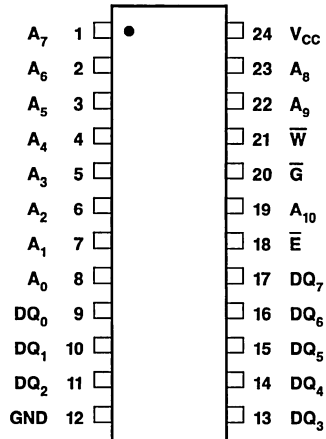 A7 1 24 VCC
A6 2 23 A8
A5 3 22 A9
A4 4 21 W̅
A3 5 20 G̅
A2 6 19 A10
A1 7 18 E̅
A0 8 17 DQ7
DQ0 9 16 DQ6
DQ1 10 15 DQ5
DQ2 11 14 DQ4
GND 12 13 DQ3